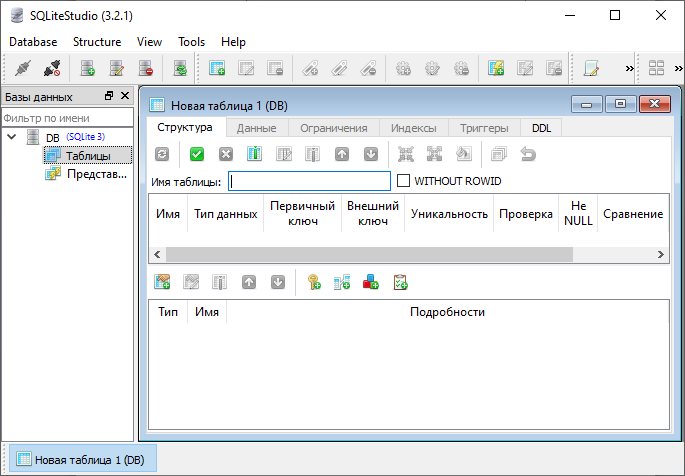 SQLiteStudio (3.2.1)
Database Structure View Tools Help
Базы данных
Фильтр по имени
DB (SQLite 3)
Таблицы
Представ...
Новая таблица 1 (DB)
Структура Данные Ограничения Индексы Триггеры DDL
Имя таблицы: WITHOUT ROWID
Имя Тип данных Первичный ключ Внешний ключ Уникальность Проверка Не NULL Сравнение
Тип Имя Подробности
Новая таблица 1 (DB)